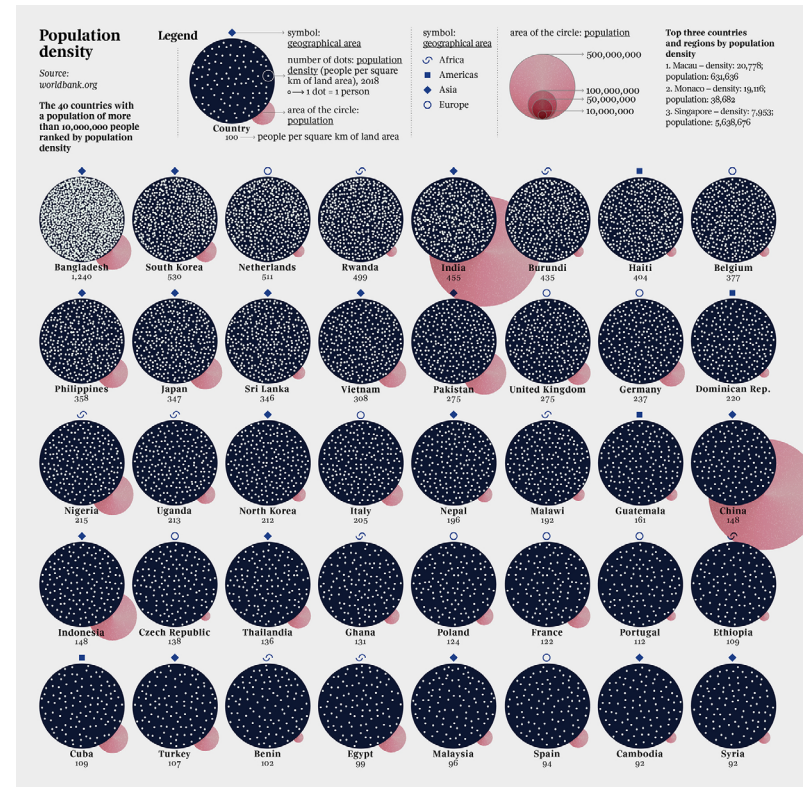 Population
density
Source:
worldbank.org
The 40 countries with
a population of more
than 10,000,000 people
ranked by population
density
Legend
symbol:
geographical area
number of dots: population
density (people per square
km of land area), 2018
1 dot = 1 person
area of the circle:
population
Country
100
people per square km of land area
symbol:
geographical area
Africa
Americas
Asia
Europe
area of the circle: population
500,000,000
100,000,000
50,000,000
10,000,000
Top three countries
and regions by population
density
1. Macau – density: 20,778;
population: 631,636
2. Monaco – density: 19,116;
population: 38,682
3. Singapore – density: 7,953;
populatione: 5,638,676
Bangladesh South Korea Netherlands Rwanda India Burundi Haiti Belgium
1,240 530 511 499 455 435 404 377
Philippines Japan Sri Lanka Vietnam Pakistan United Kingdom Germany Dominican Rep.
358 347 346 308 275 275 237 220
Nigeria Uganda North Korea Italy Nepal Malawi Guatemala China
215 213 212 205 196 192 161 148
Indonesia Czech Republic Thailandia Ghana Poland France Portugal Ethiopia
148 138 136 131 124 122 112 109
Cuba Turkey Benin Egypt Malaysia Spain Cambodia Syria
109 107 102 99 96 94 92 92